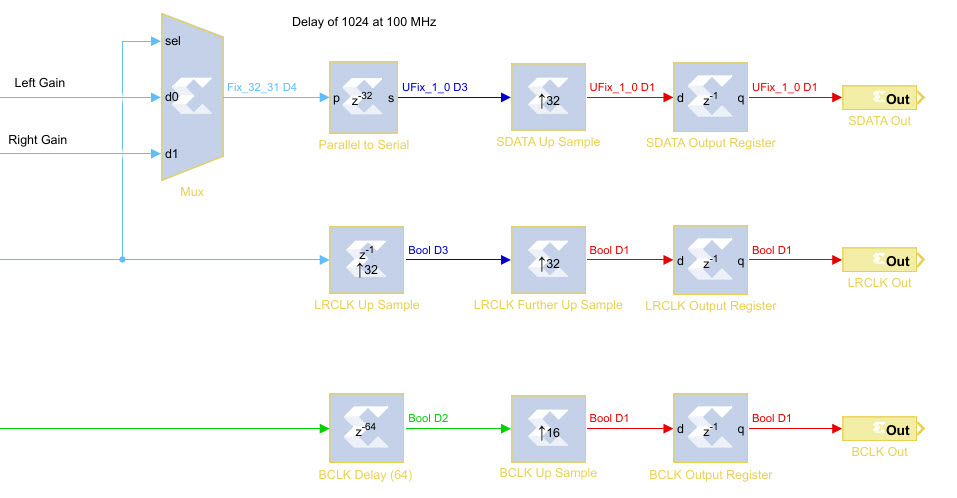 Delay of 1024 at 100 MHz
sel
Left Gain
d0
Fix_32_31 D4
p
z-32
s
UFix_1_0 D3
↑32
UFix_1_0 D1
d
z-1
q
UFix_1_0 D1
Out
SDATA Out
Right Gain
d1
Mux
Parallel to Serial
SDATA Up Sample
SDATA Output Register
z-1
↑32
Bool D3
↑32
Bool D1
d
z-1
q
Bool D1
Out
LRCLK Out
LRCLK Up Sample
LRCLK Further Up Sample
LRCLK Output Register
z-64
Bool D2
↑16
Bool D1
d
z-1
q
Bool D1
Out
BCLK Out
BCLK Delay (64)
BCLK Up Sample
BCLK Output Register